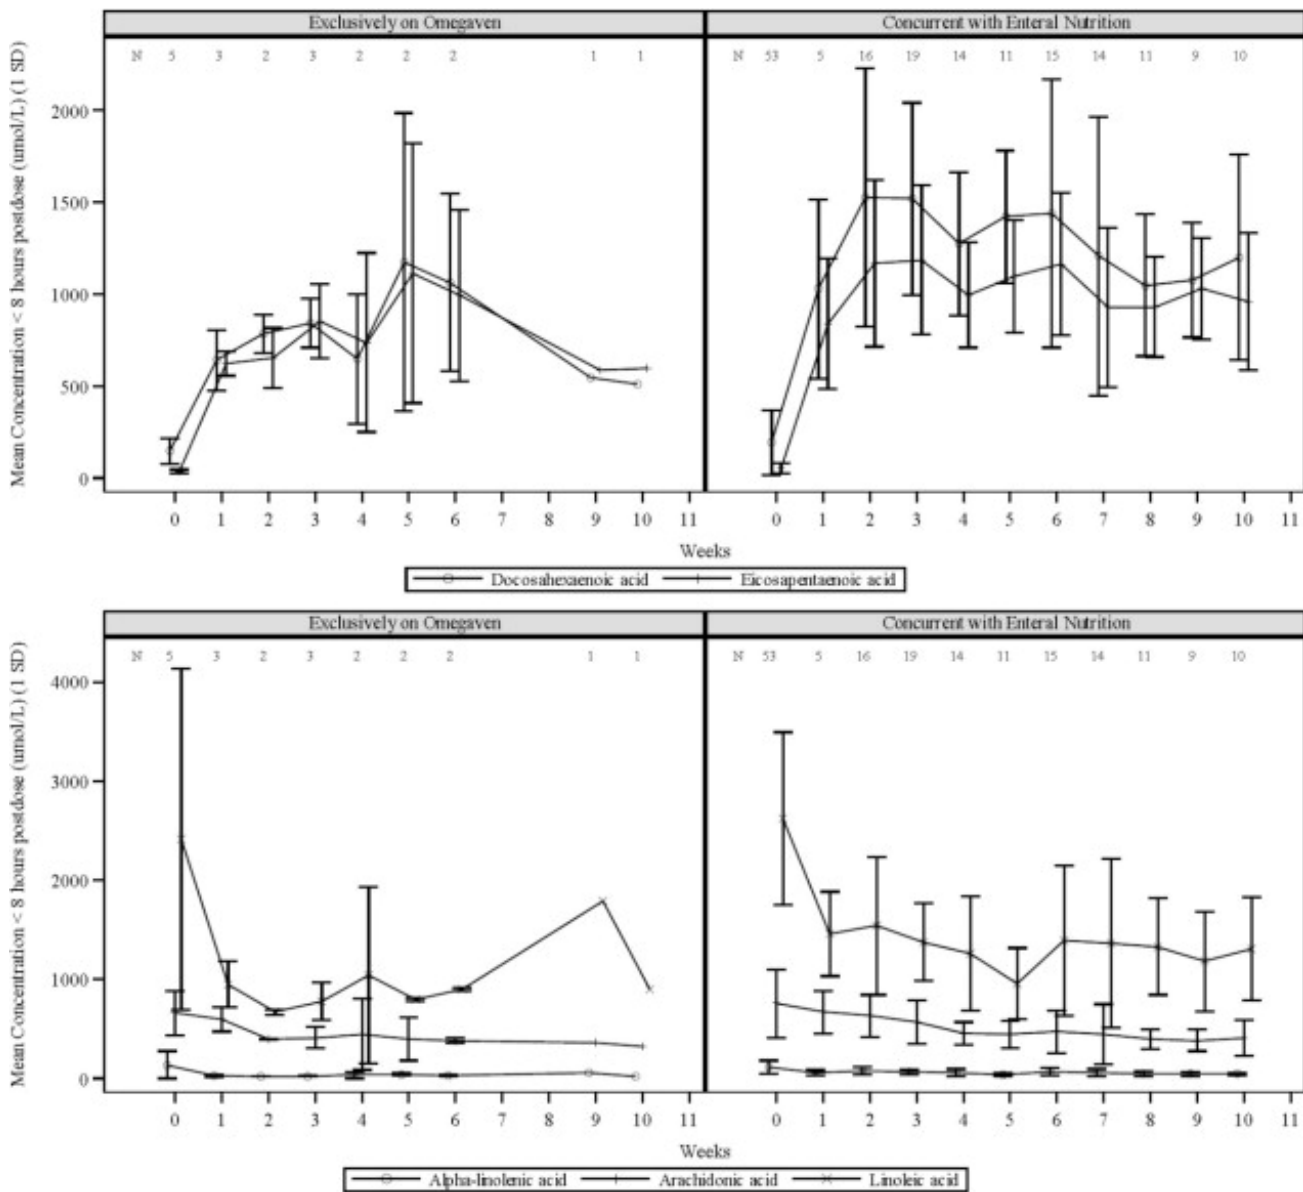 Exclusively on Omegaven Concurrent with Enteral Nutrition
N 5 3 2 3 2 2 2 1 1 N 53 5 16 19 14 11 15 14 11 9 10
Mean Concentration < 8 hours postdose (umol/L) (1 SD)
2000
1500
1000
500
0
0 1 2 3 4 5 6 7 8 9 10 11 0 1 2 3 4 5 6 7 8 9 10 11
Weeks
Docosahexaenoic acid Eicosapentaenoic acid
Exclusively on Omegaven Concurrent with Enteral Nutrition
N 5 3 2 3 2 2 2 1 1 N 53 5 16 19 14 11 15 14 11 9 10
Mean Concentration < 8 hours postdose (umol/L) (1 SD)
4000
3000
2000
1000
0
0 1 2 3 4 5 6 7 8 9 10 11 0 1 2 3 4 5 6 7 8 9 10 11
Weeks
Alpha-linolenic acid Arachidonic acid Linoleic acid